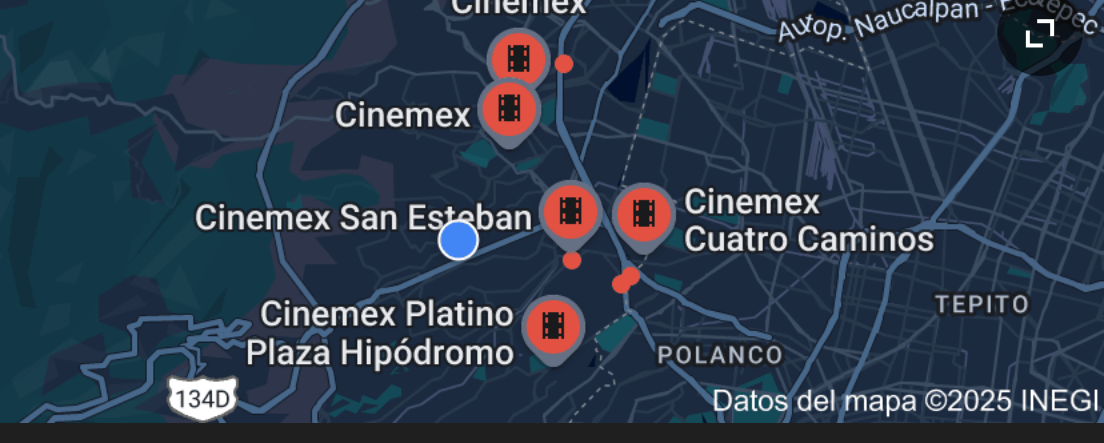 Cinemex
Autop. Naucalpan - Ecatepec
Cinemex
Cinemex San Esteban
Cinemex
Cuatro Caminos
Cinemex Platino
Plaza Hipódromo
TEPITO
POLANCO
134D
Datos del mapa ©2025 INEGI